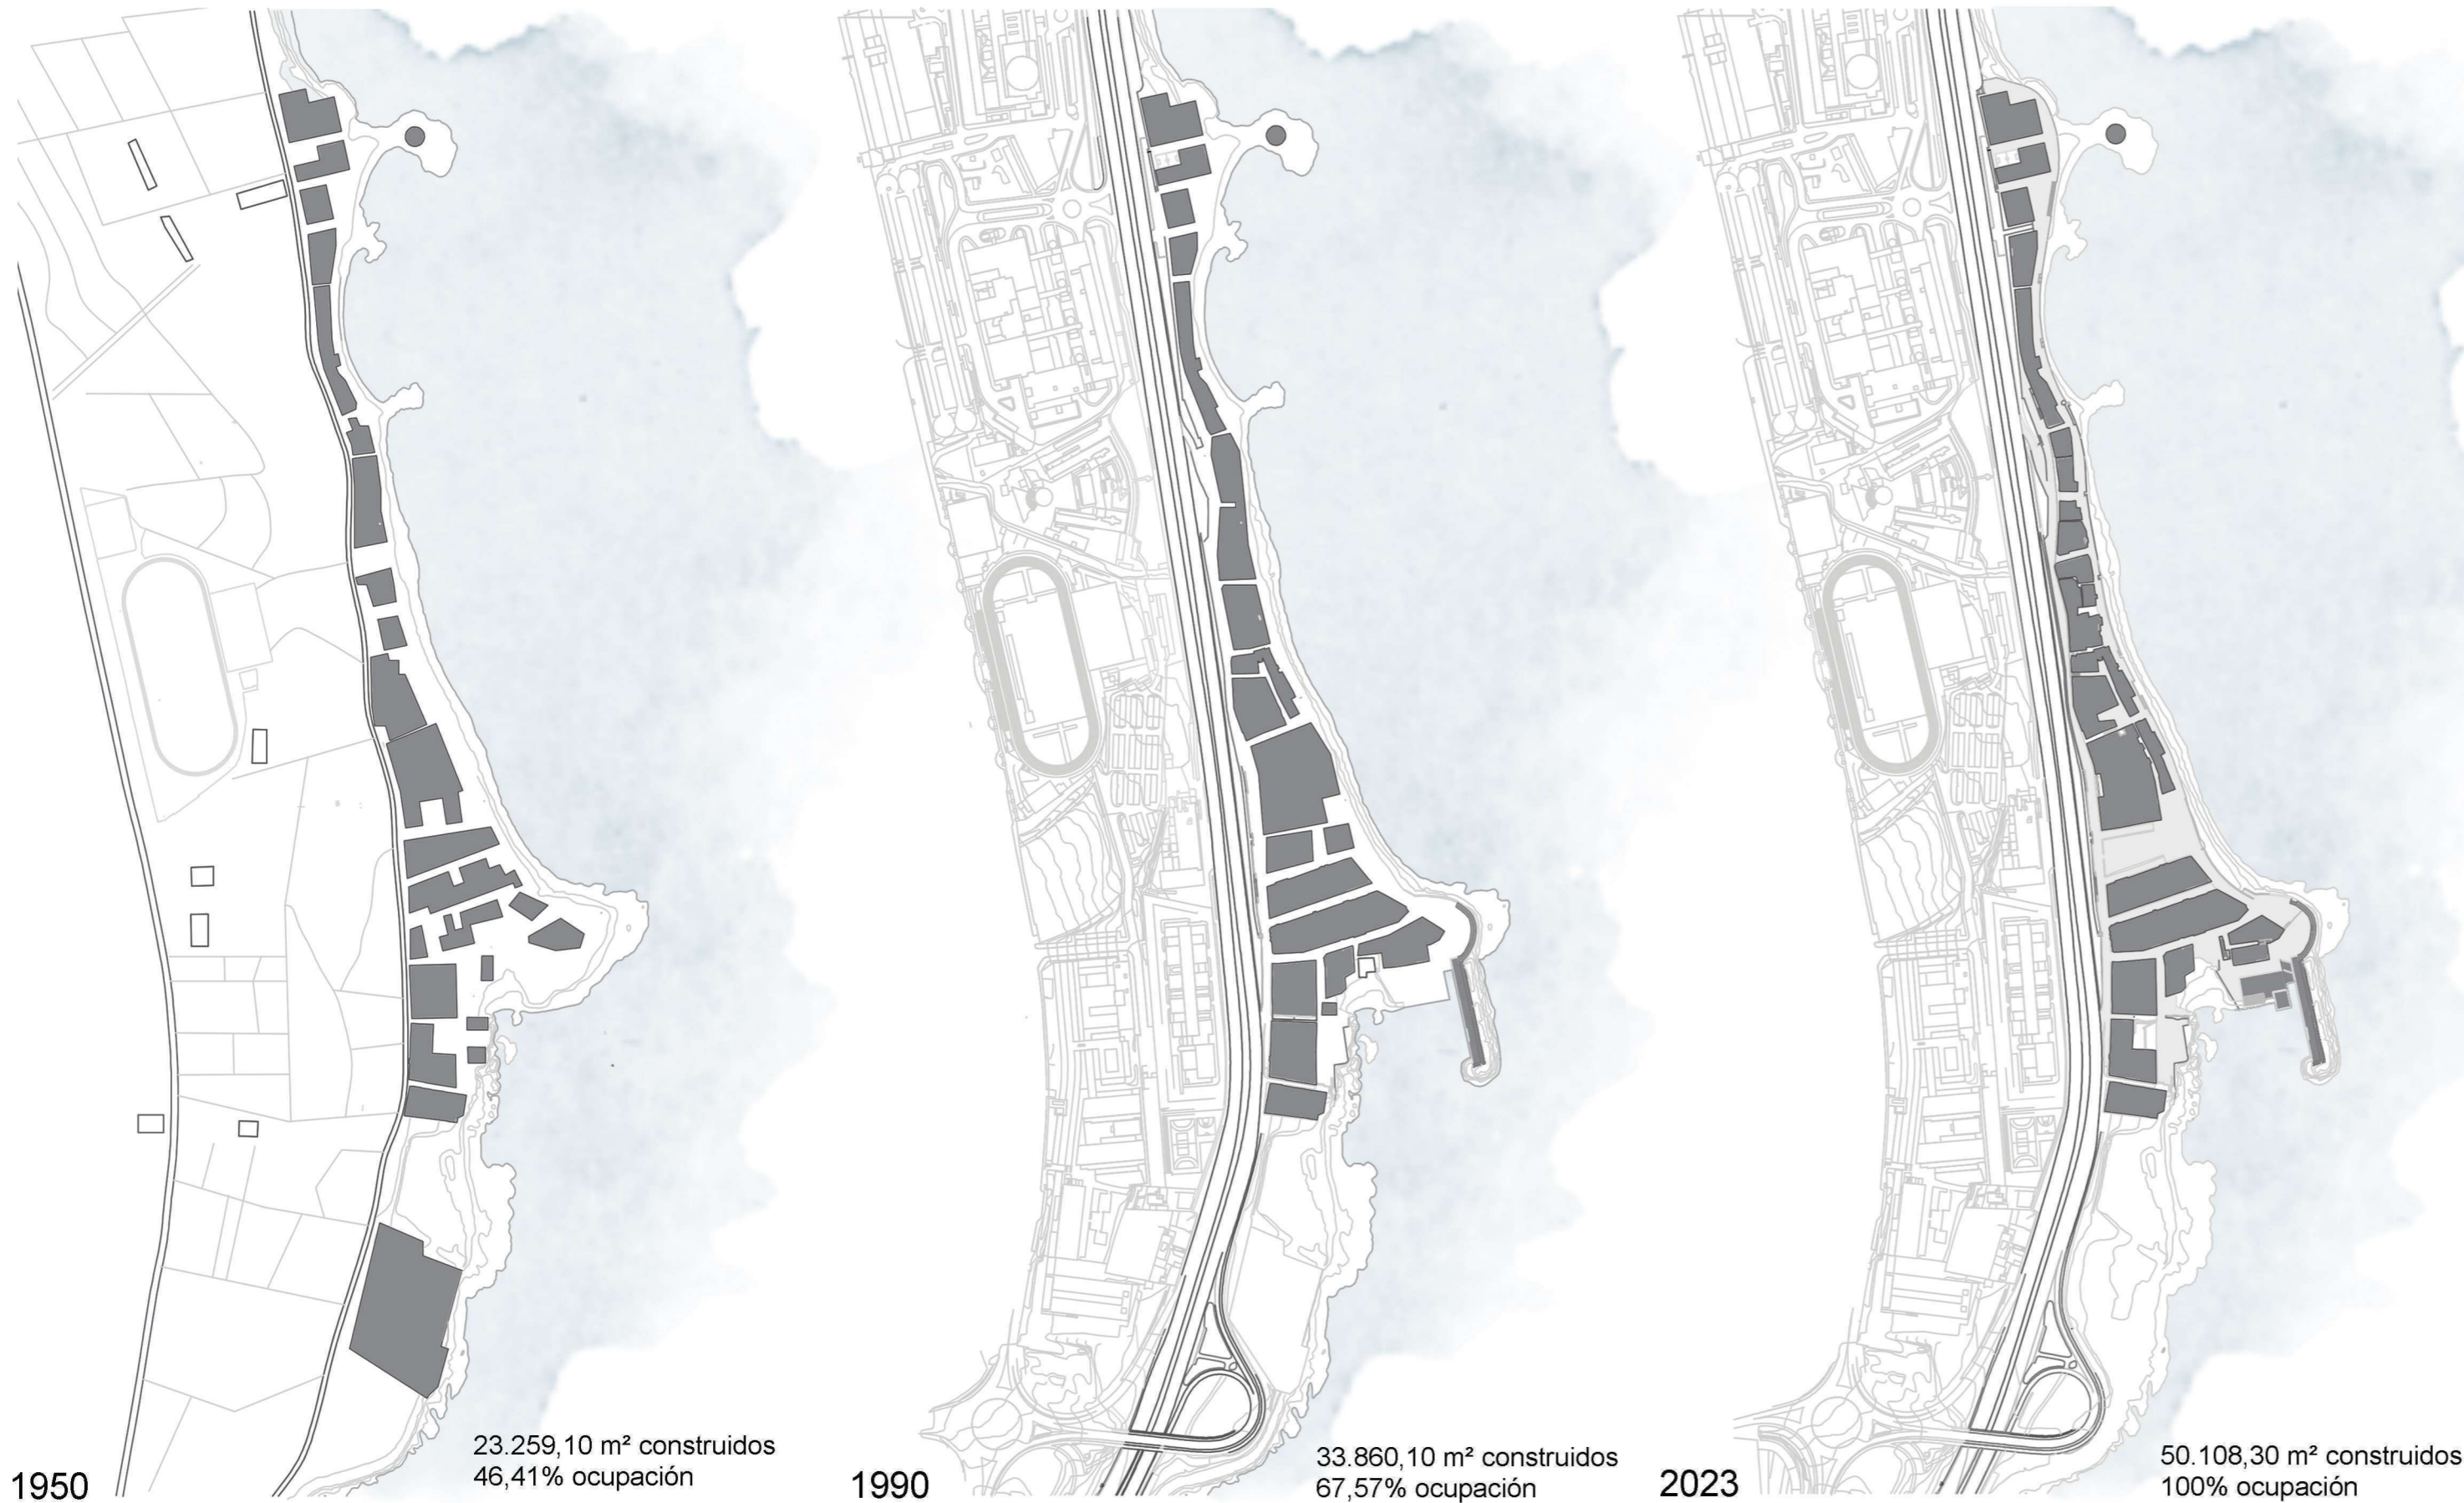 1950
23.259,10 m² construidos
46,41% ocupación
1990
33.860,10 m² construidos
67,57% ocupación
2023
50.108,30 m² construidos
100% ocupación